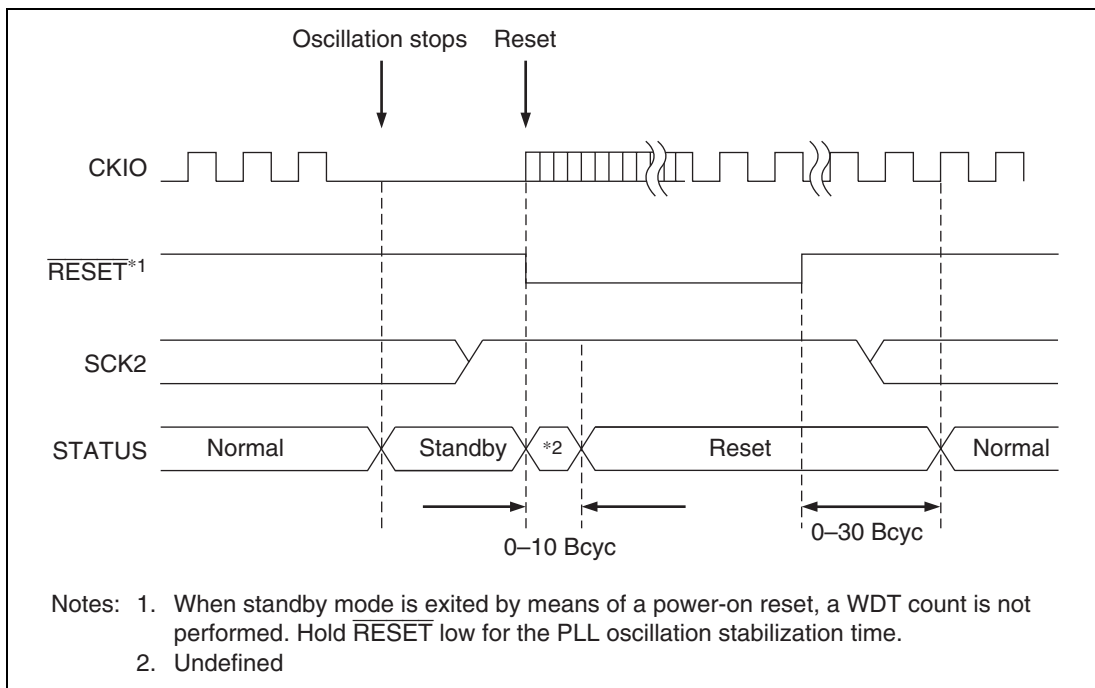 Oscillation stops Reset
CKIO
RESET*1
SCK2
STATUS Normal Standby *2 Reset Normal
0–10 Bcyc 0–30 Bcyc
Notes: 1. When standby mode is exited by means of a power-on reset, a WDT count is not
performed. Hold RESET low for the PLL oscillation stabilization time.
2. Undefined